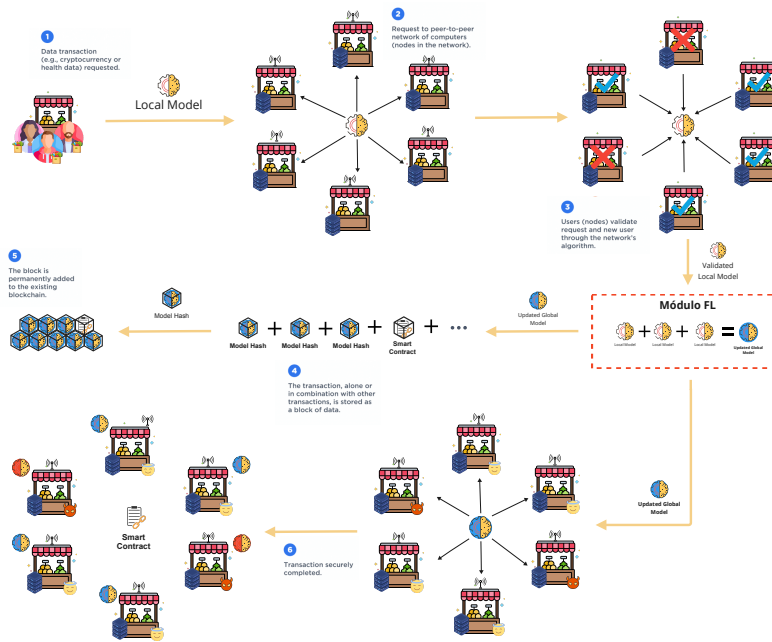 1
Data transaction
(e.g., cryptocurrency or
health data) requested.
Local Model
2
Request to peer-to-peer
network of computers
(nodes in the network).
3
Users (nodes) validate
request and new user
through the network's
algorithm.
Validated
Local Model
Módulo FL
+ + =
Local Model Local Model Local Model Updated Global
Model
Updated Global
Model
+ + + + ...
Model Hash Model Hash Model Hash Smart
Contract
4
The transaction, alone or
in combination with other
transactions, is stored as
a block of data.
Model Hash
5
The block is
permanently added
to the existing
blockchain.
Updated Global
Model
6
Transaction securely
completed.
Smart
Contract